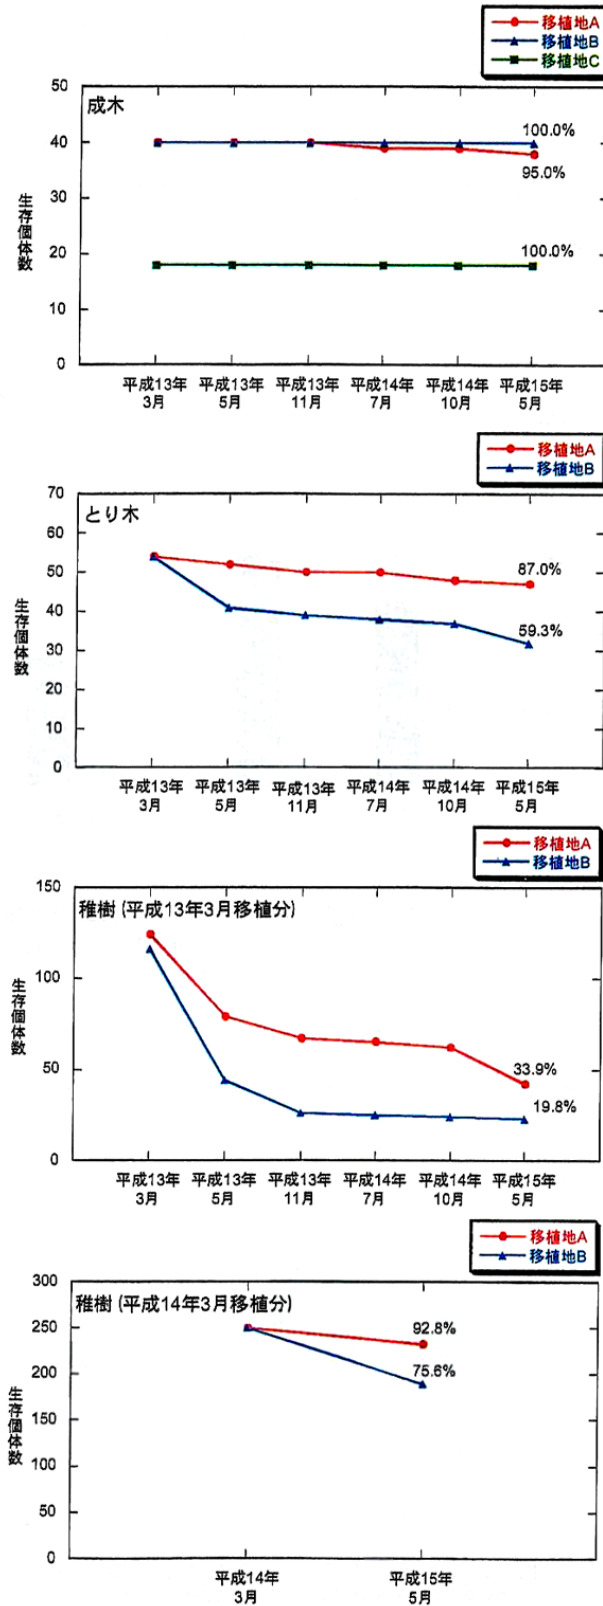 移植地A
移植地B
移植地C
成木
50
40
30
20
10
0
生存個体数
100.0%
95.0%
100.0%
平成13年 平成13年 平成13年 平成14年 平成14年 平成15年
3月 5月 11月 7月 10月 5月
移植地A
移植地B
とり木
70
60
50
40
30
20
10
0
生存個体数
87.0%
59.3%
平成13年 平成13年 平成13年 平成14年 平成14年 平成15年
3月 5月 11月 7月 10月 5月
移植地A
移植地B
稚樹 (平成13年3月移植分)
150
100
50
0
生存個体数
33.9%
19.8%
平成13年 平成13年 平成13年 平成14年 平成14年 平成15年
3月 5月 11月 7月 10月 5月
移植地A
移植地B
稚樹 (平成14年3月移植分)
300
250
200
150
100
50
0
生存個体数
92.8%
75.6%
平成14年 平成15年
3月 5月